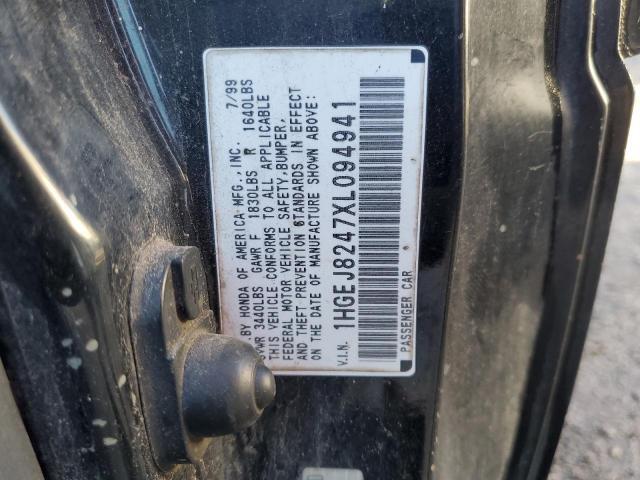 . BY HONDA OF AMERICA MFG., INC. 7/99
GVWR 3440LBS GAWR F 1830LBS R 1640LBS
THIS VEHICLE CONFORMS TO ALL APPLICABLE
FEDERAL MOTOR VEHICLE SAFETY, BUMPER,
AND THEFT PREVENTION STANDARDS IN EFFECT
ON THE DATE OF MANUFACTURE SHOWN ABOVE:
V.I.N. 1HGEJ8247XL094941
PASSENGER CAR